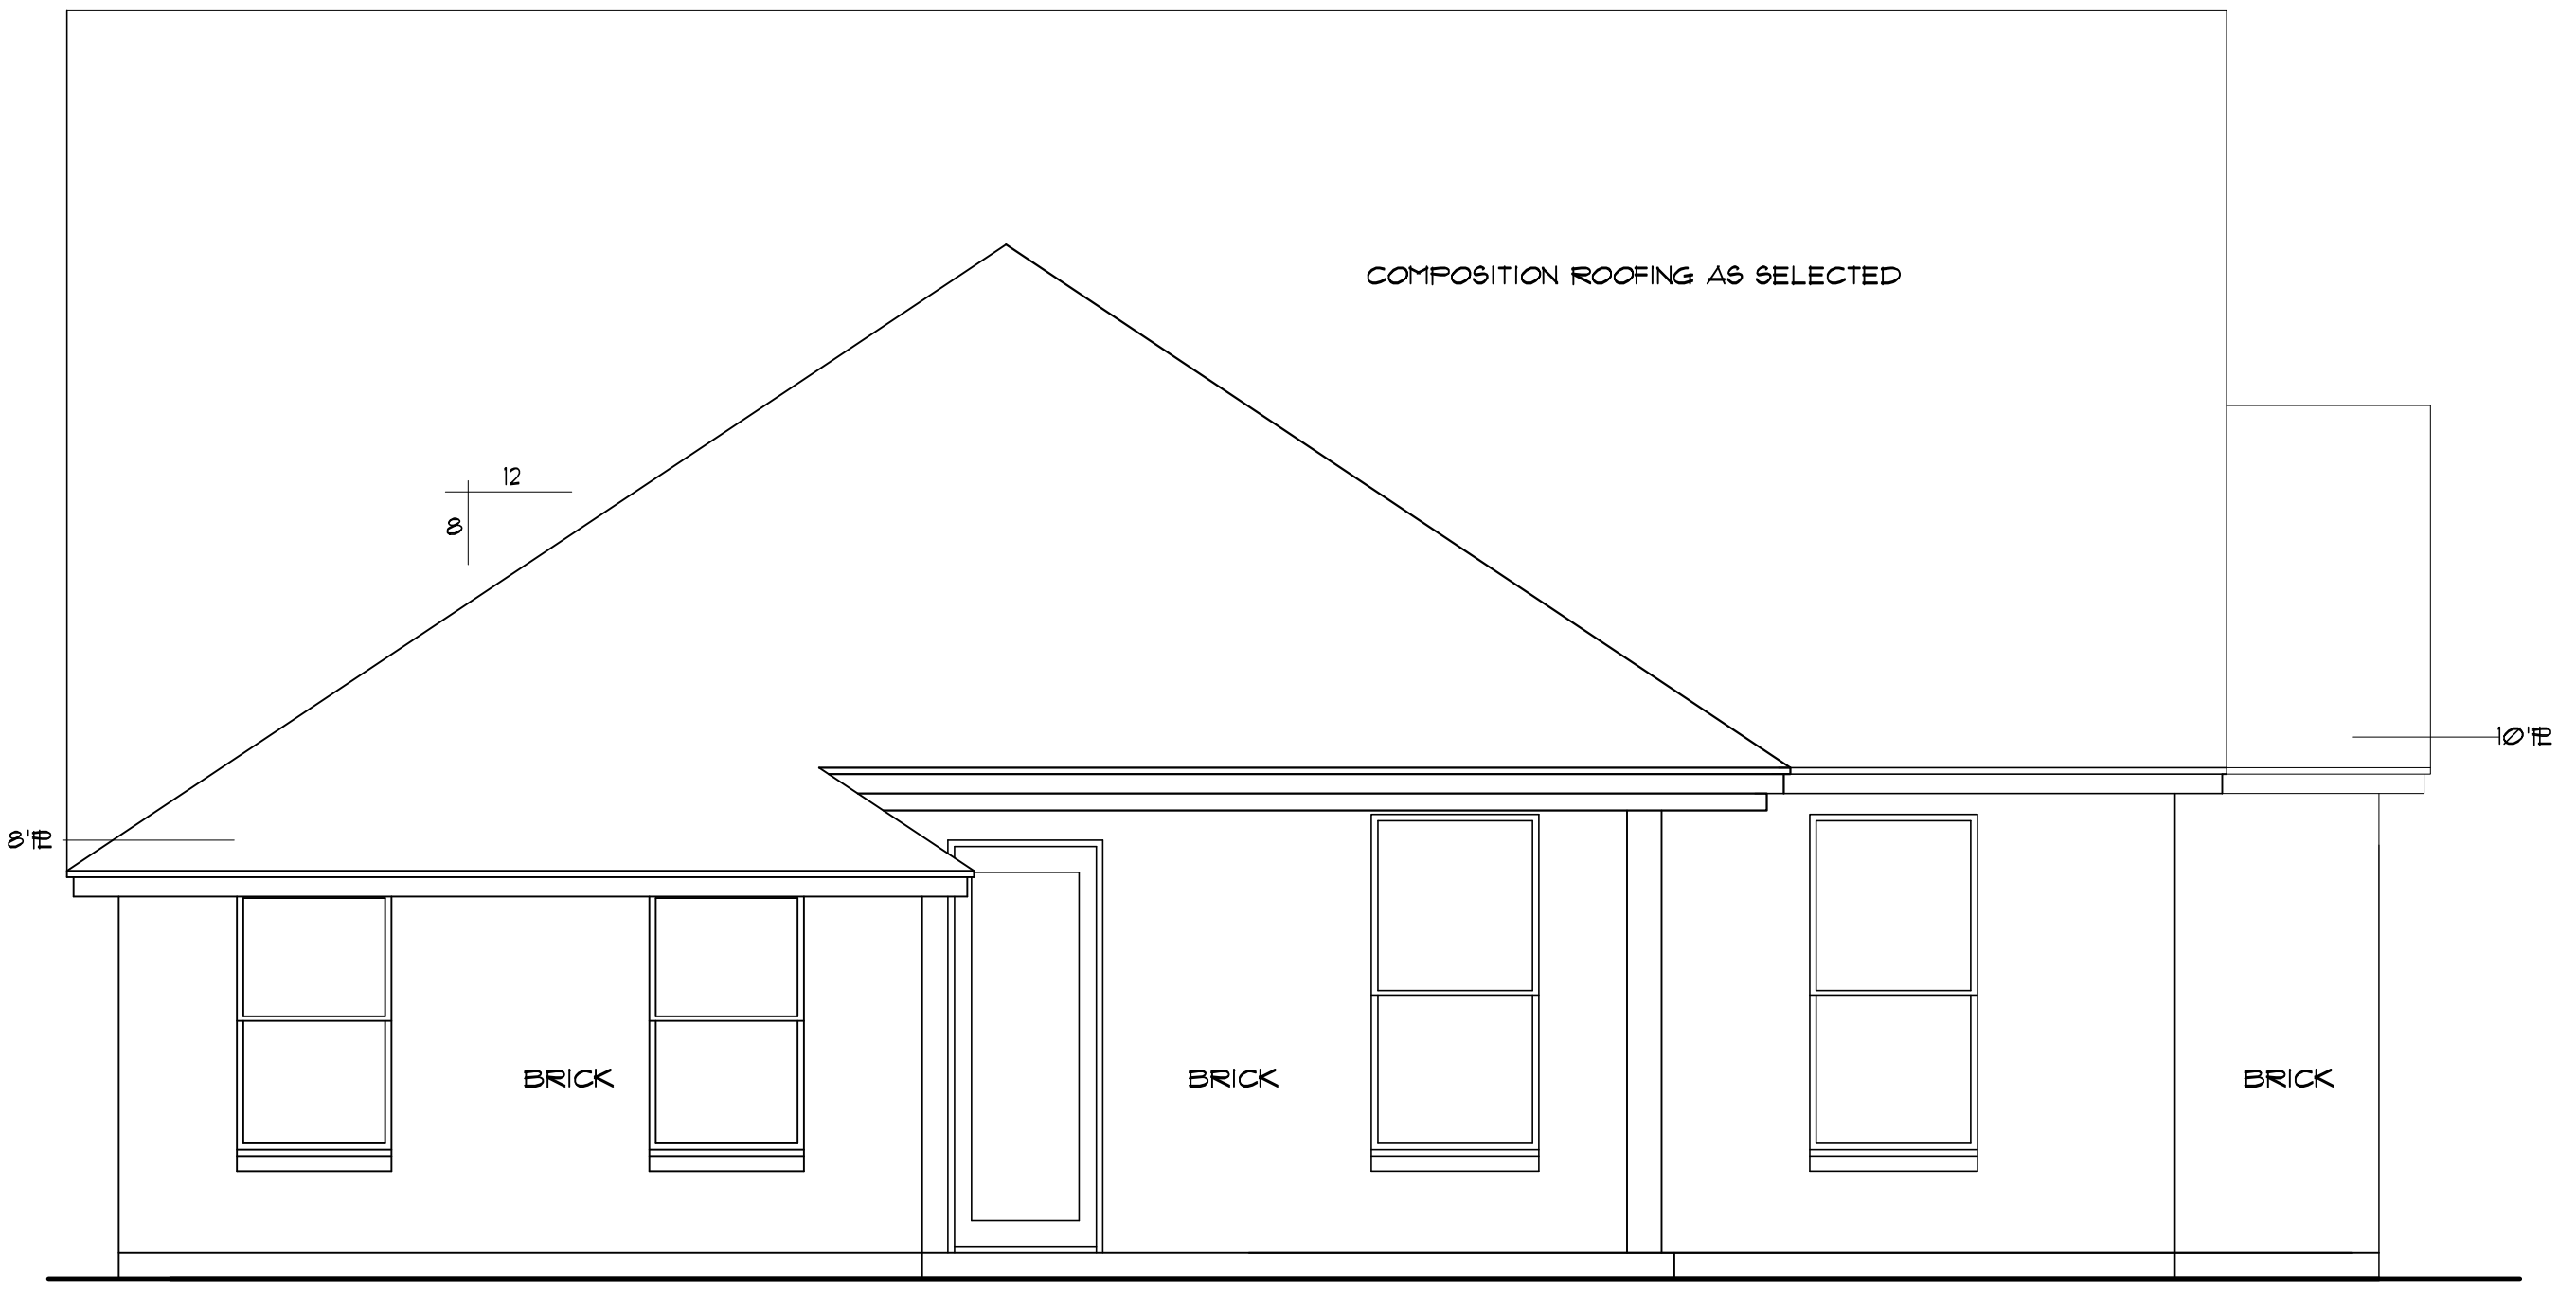 COMPOSITION ROOFING AS SELECTED
12
8
10'PL
8'PL
BRICK
BRICK
BRICK